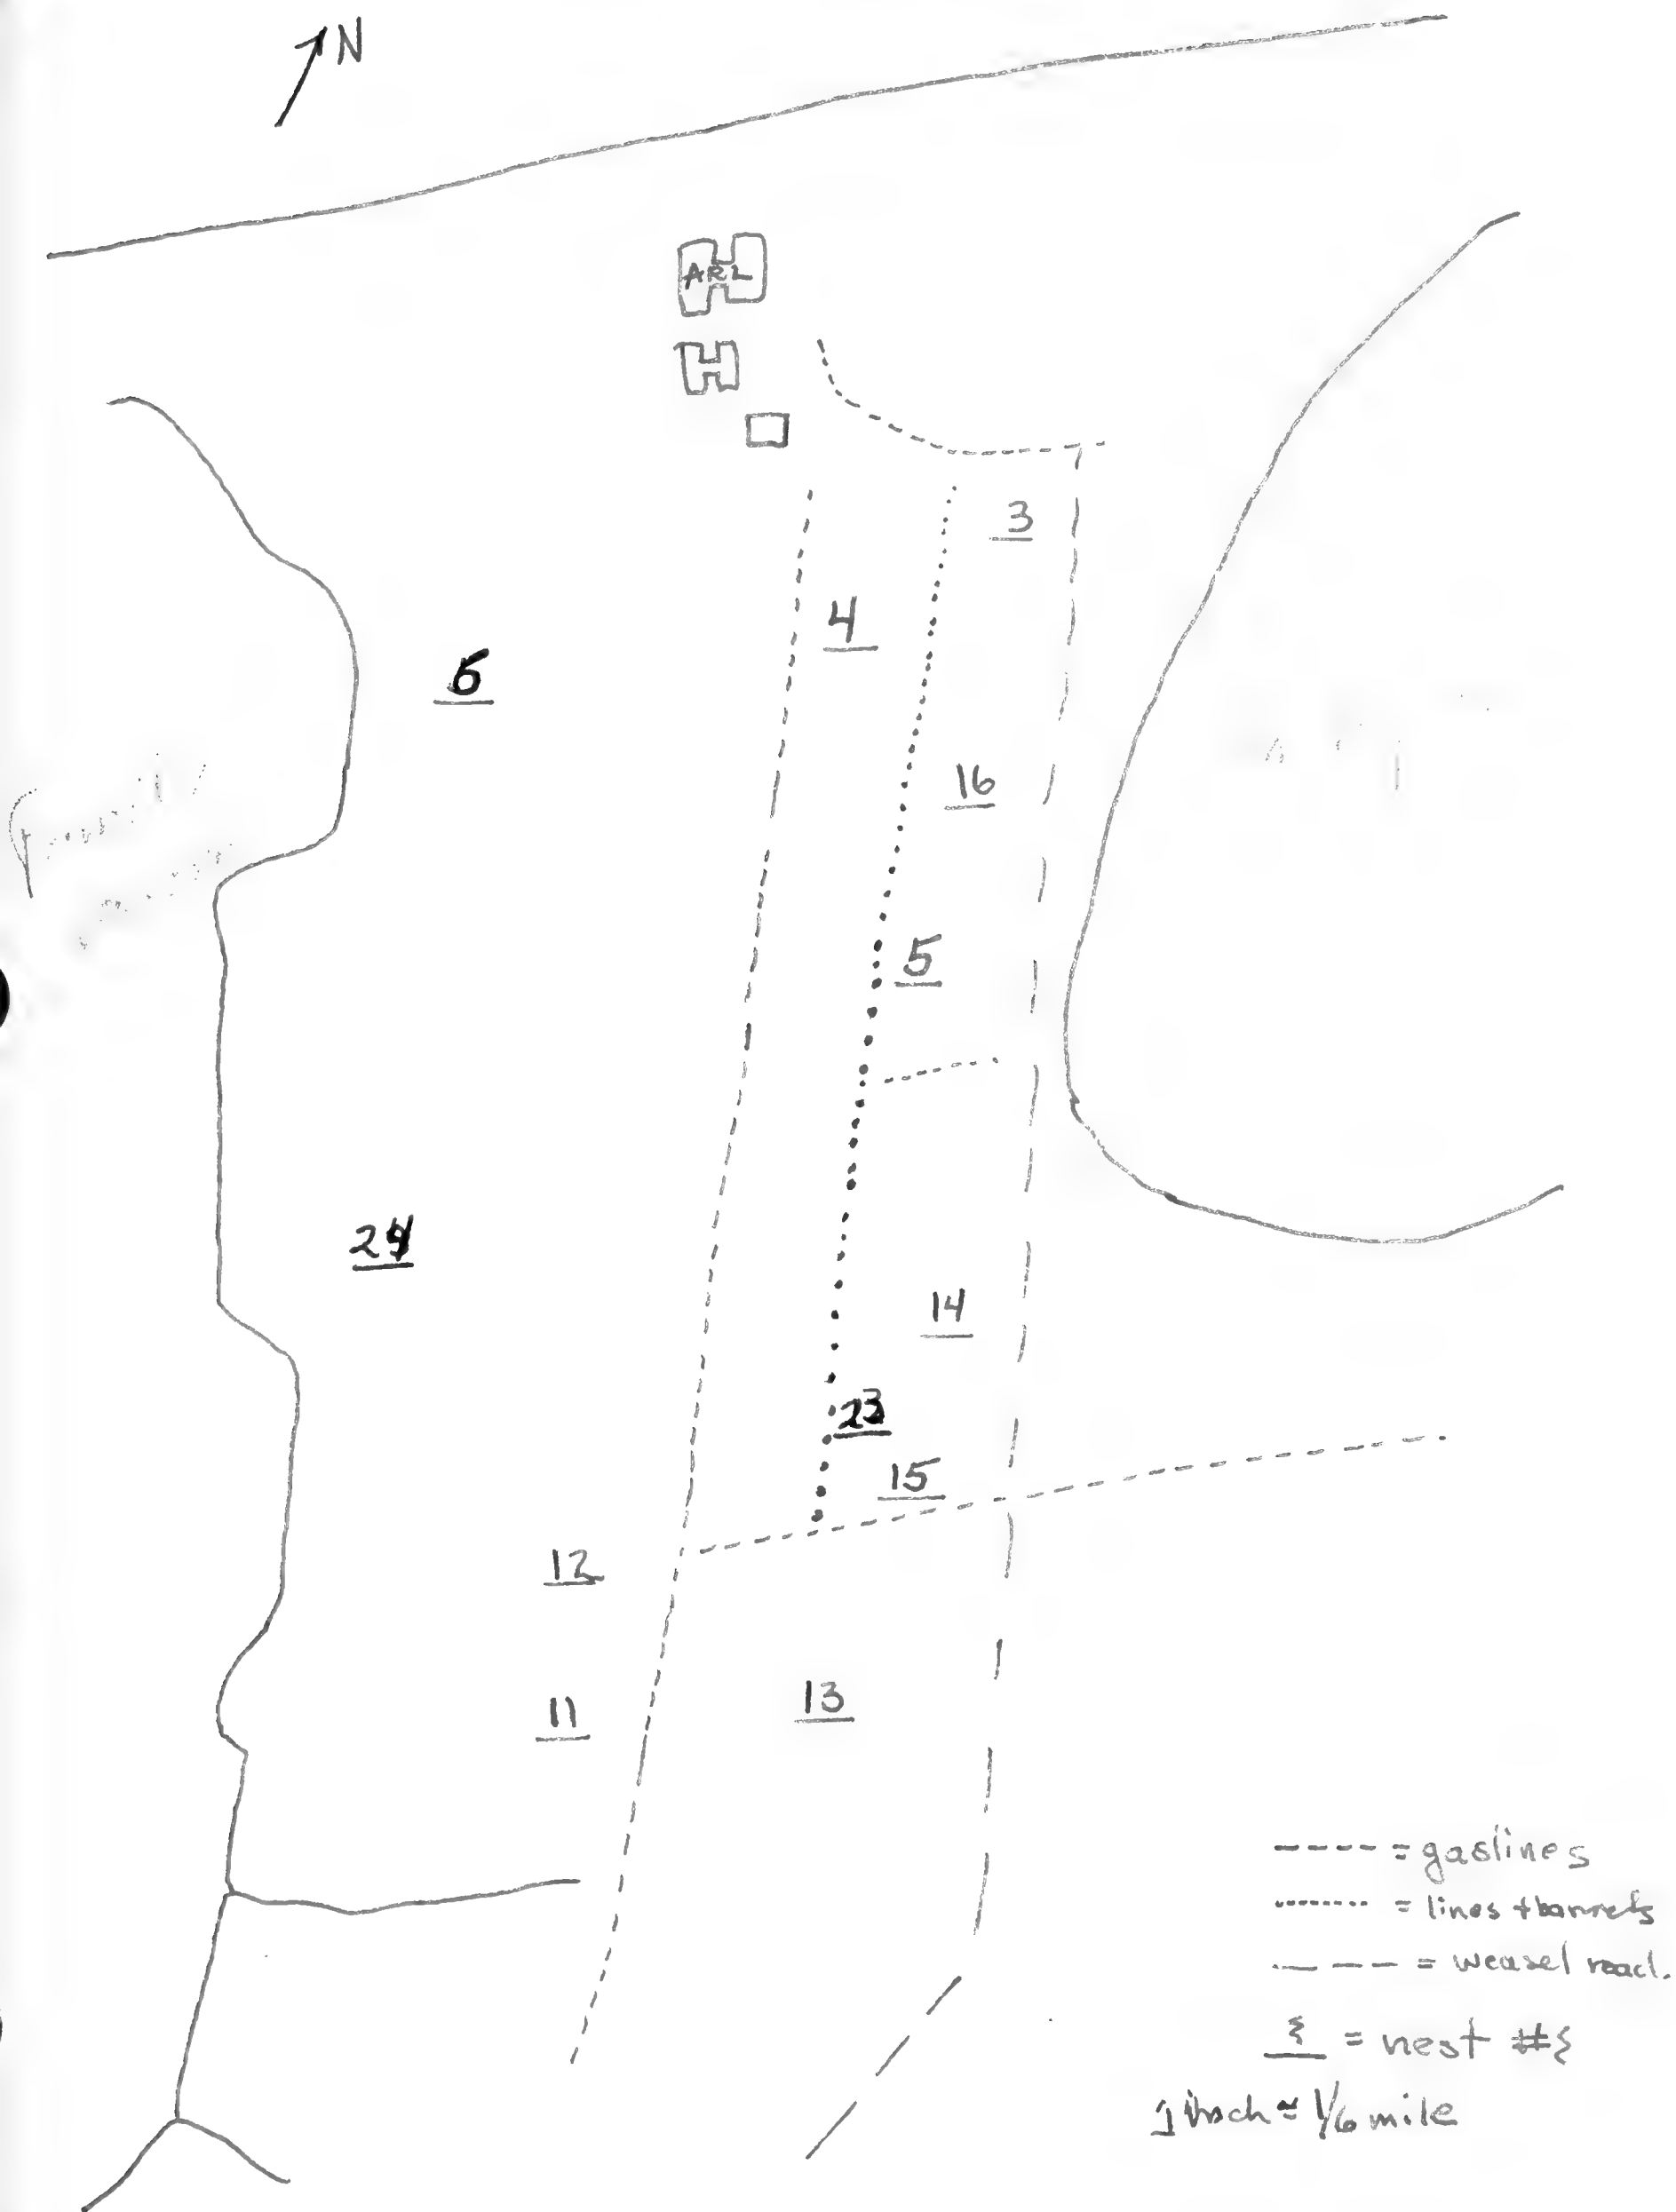 N
ARL
3
4
6
16
5
24
14
23
15
12
11
13
---- = gaslines
........ = lines + barrels
— — — = weasel road.
ξ = nest #ξ
1 inch ≅ 1/6 mile